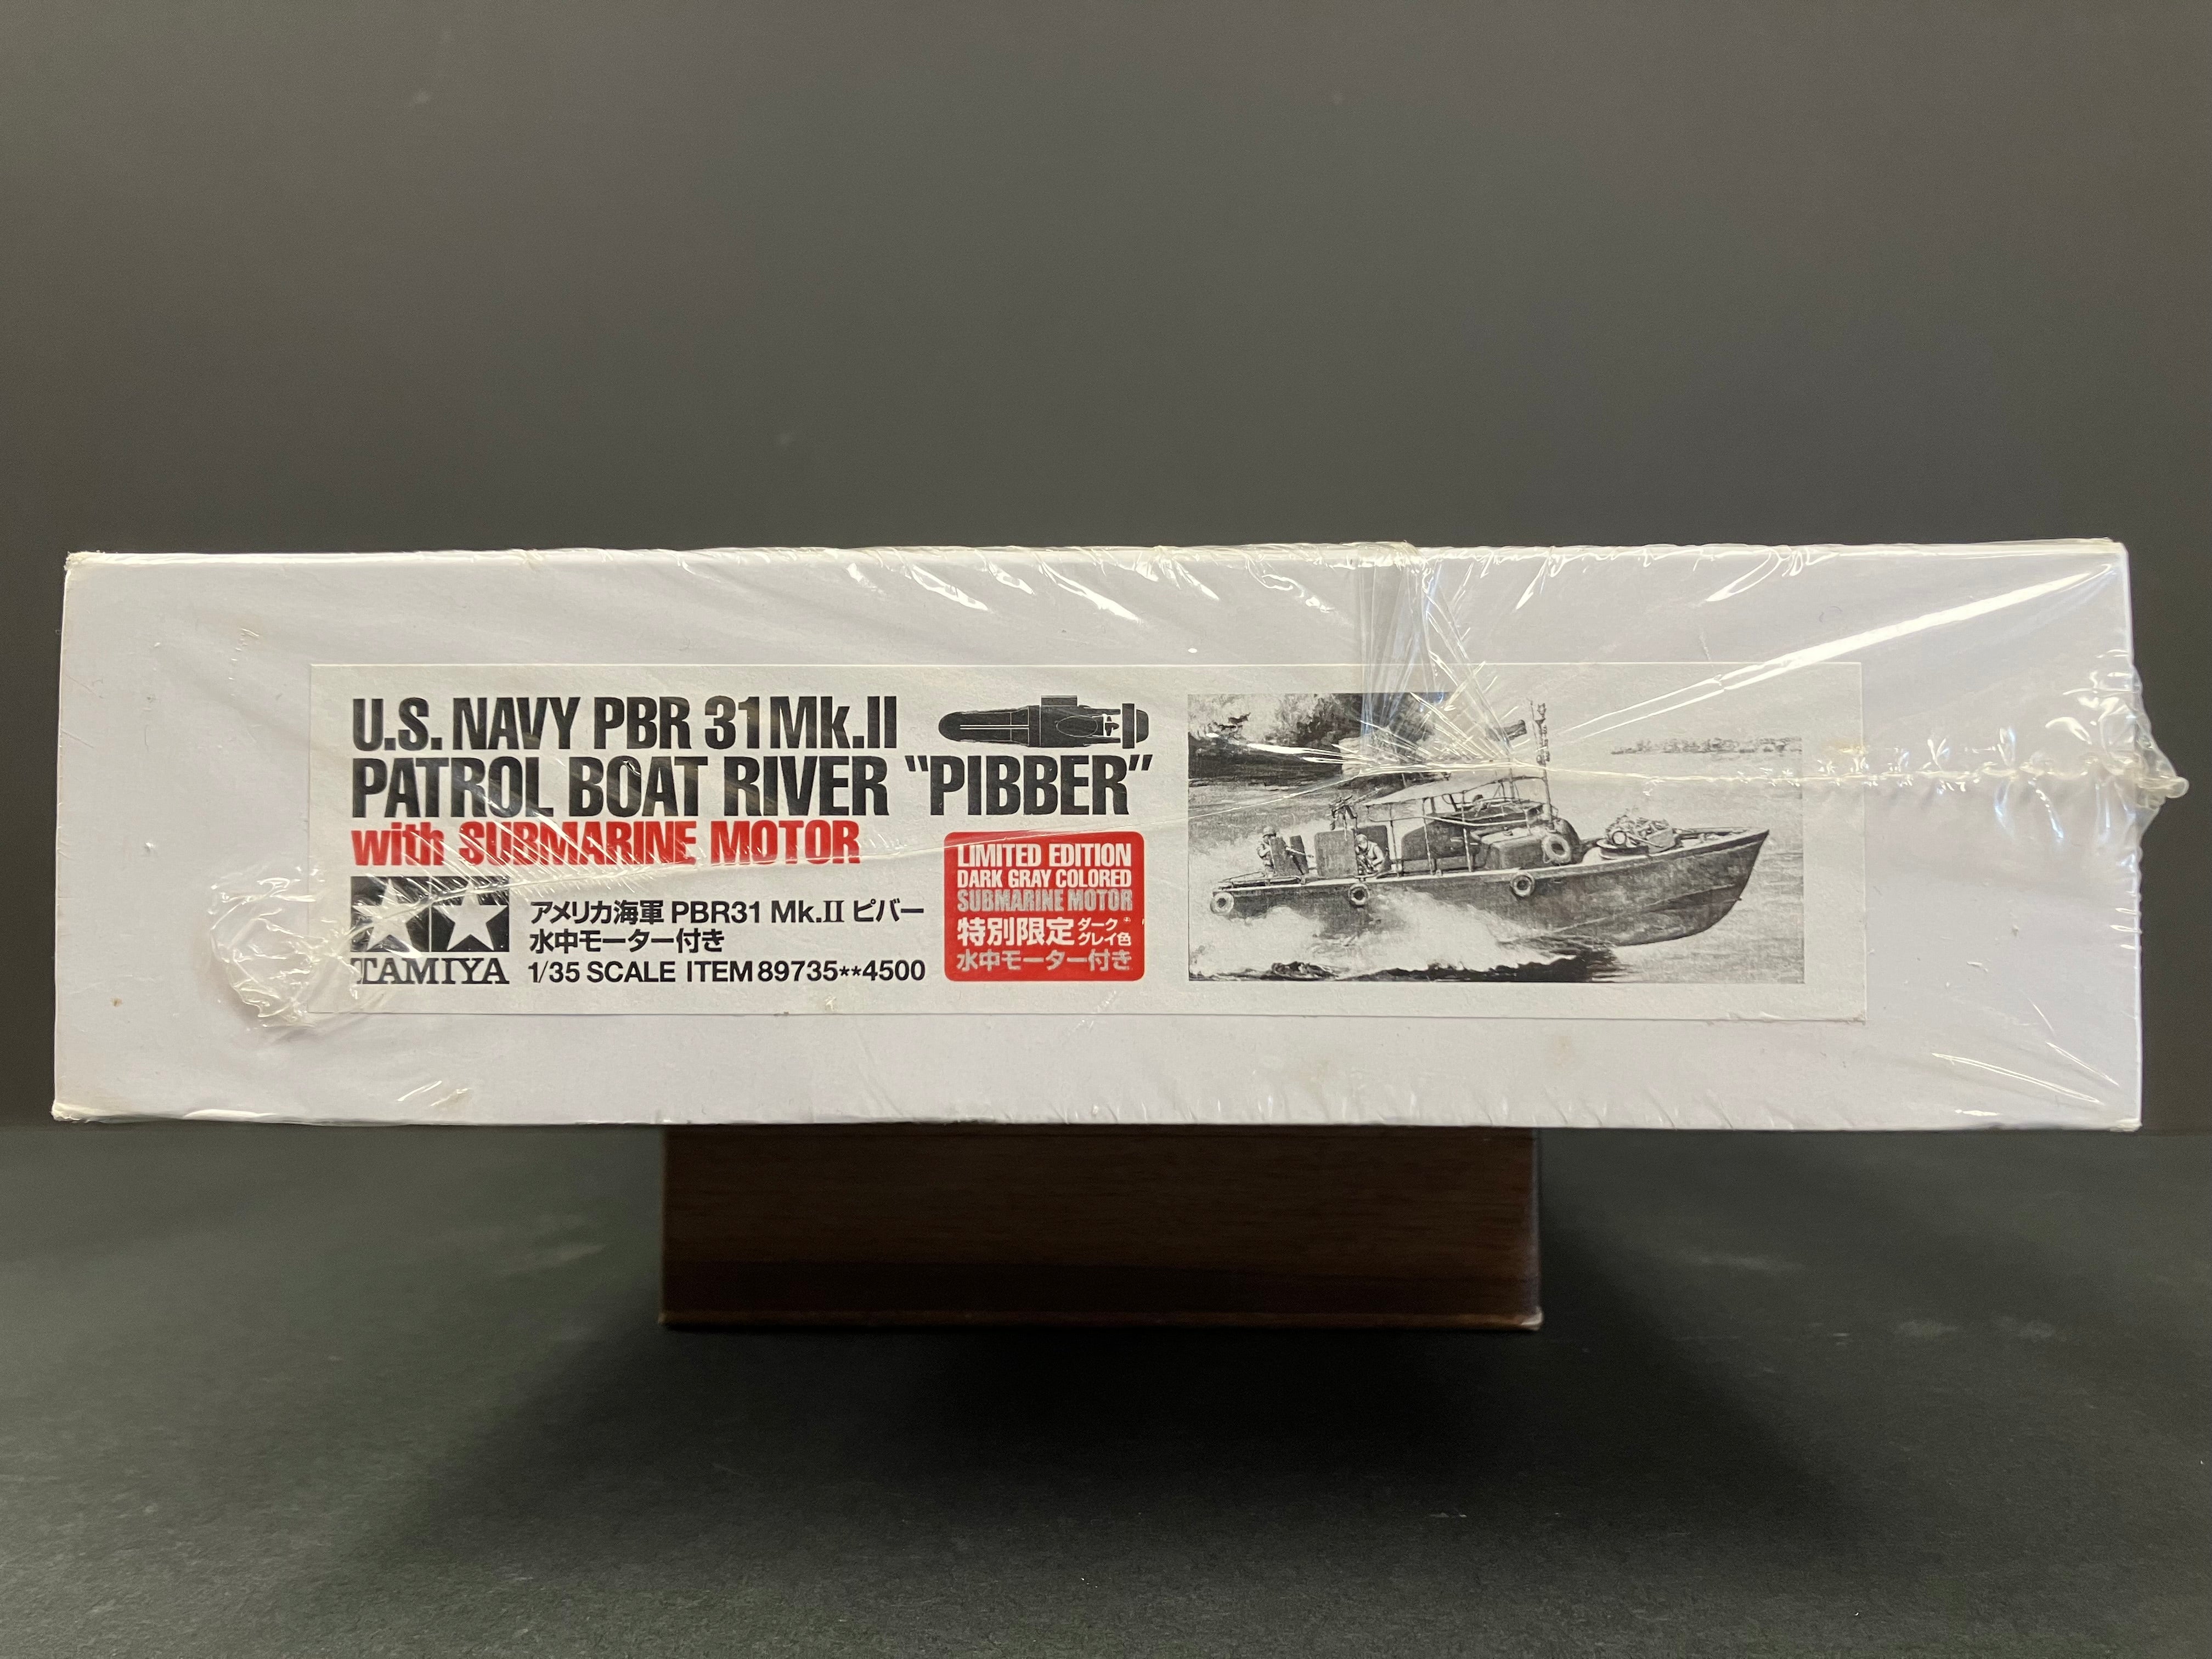 U.S. NAVY PBR 31 Mk.II
PATROL BOAT RIVER "PIBBER"
with SUBMARINE MOTOR
TAMIYA
アメリカ海軍 PBR31 Mk.II ピバー
水中モーター付き
1/35 SCALE ITEM 89735**4500
LIMITED EDITION
DARK GRAY COLORED
SUBMARINE MOTOR
特別限定 ダーク
グレイ色
水中モーター付き